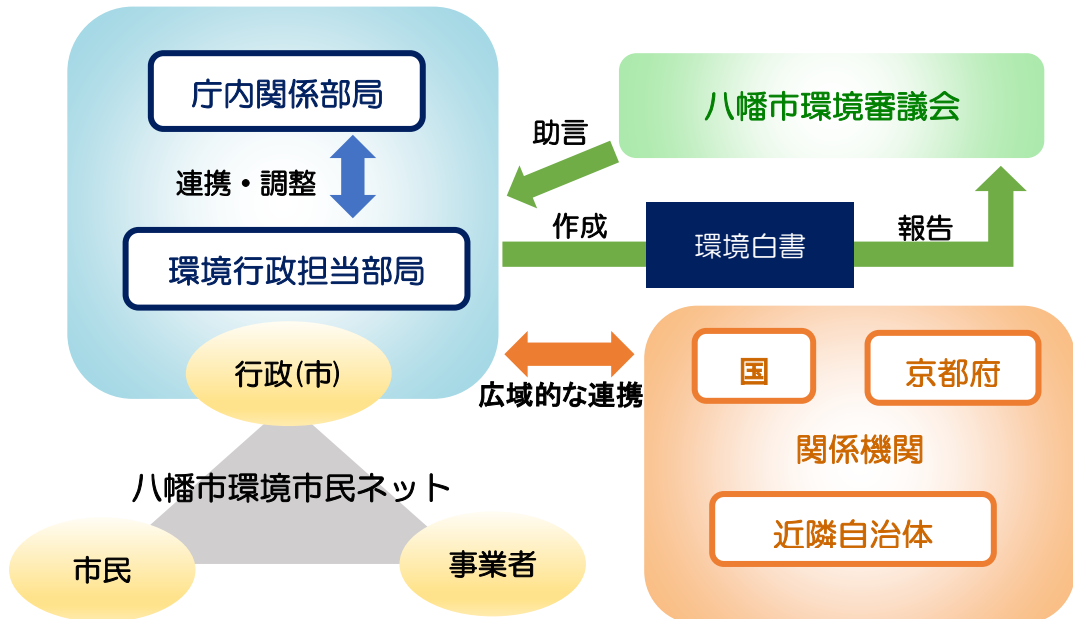 庁内関係部局
連携・調整
環境行政担当部局
行政(市)
八幡市環境審議会
助言
作成
環境白書
報告
広域的な連携
国
京都府
関係機関
近隣自治体
八幡市環境市民ネット
市民
事業者